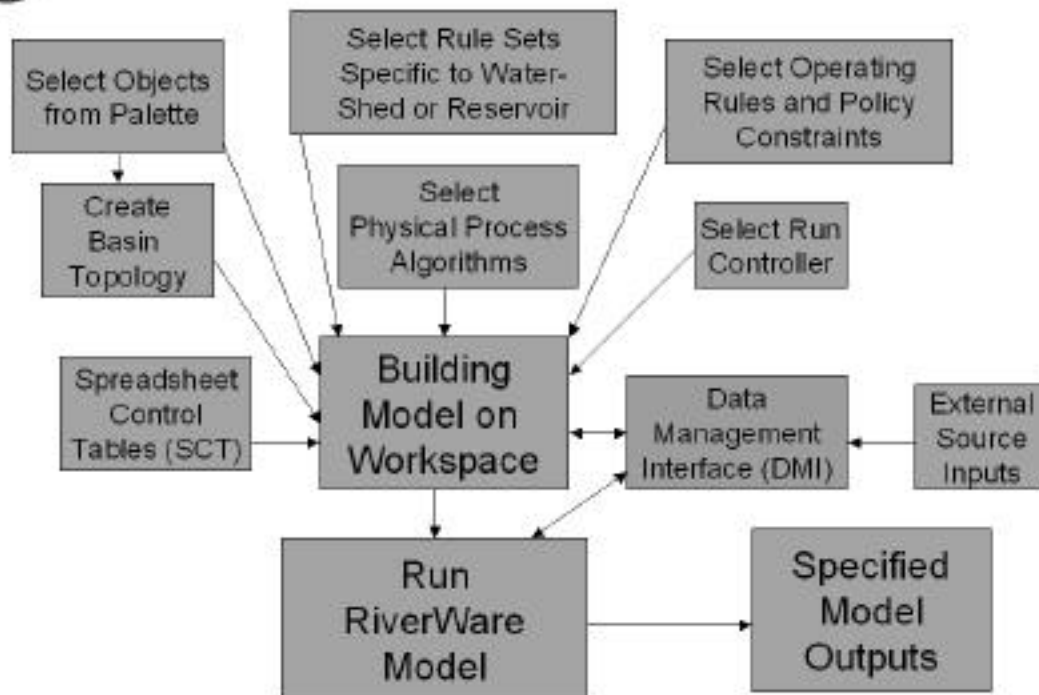 Select Objects
from Palette
Select Rule Sets
Specific to Water-
Shed or Reservoir
Select Operating
Rules and Policy
Constraints
Create
Basin
Topology
Select
Physical Process
Algorithms
Select Run
Controller
Spreadsheet
Control
Tables (SCT)
Building
Model on
Workspace
Data
Management
Interface (DMI)
External
Source
Inputs
Run
RiverWare
Model
Specified
Model
Outputs